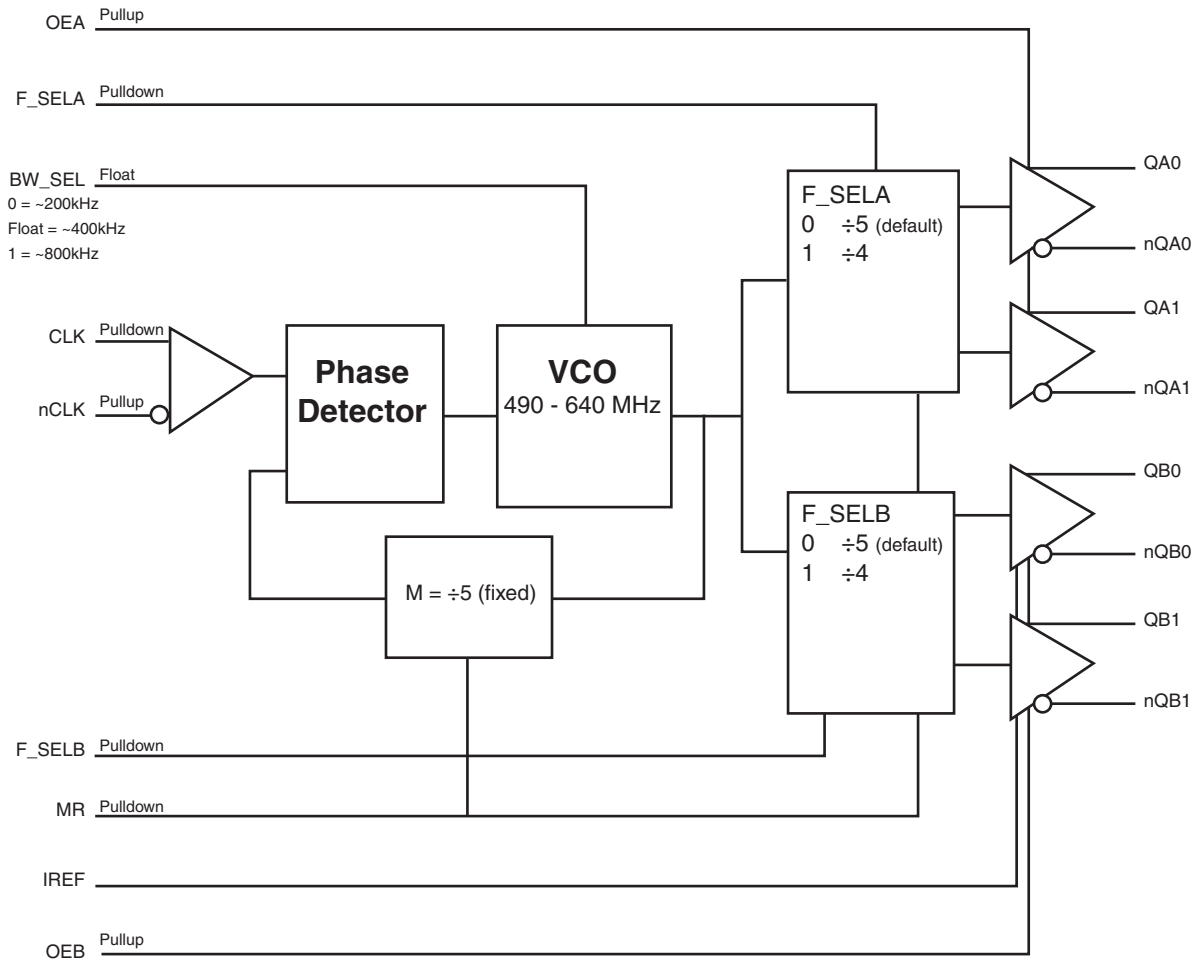 OEA Pullup
F_SELA Pulldown
BW_SEL Float
0 = ~200kHz
Float = ~400kHz
1 = ~800kHz
CLK Pulldown
nCLK Pullup
Phase
Detector
VCO
490 - 640 MHz
M = ÷5 (fixed)
F_SELA
0 ÷5 (default)
1 ÷4
F_SELB
0 ÷5 (default)
1 ÷4
QA0
nQA0
QA1
nQA1
QB0
nQB0
QB1
nQB1
F_SELB Pulldown
MR Pulldown
IREF
OEB Pullup